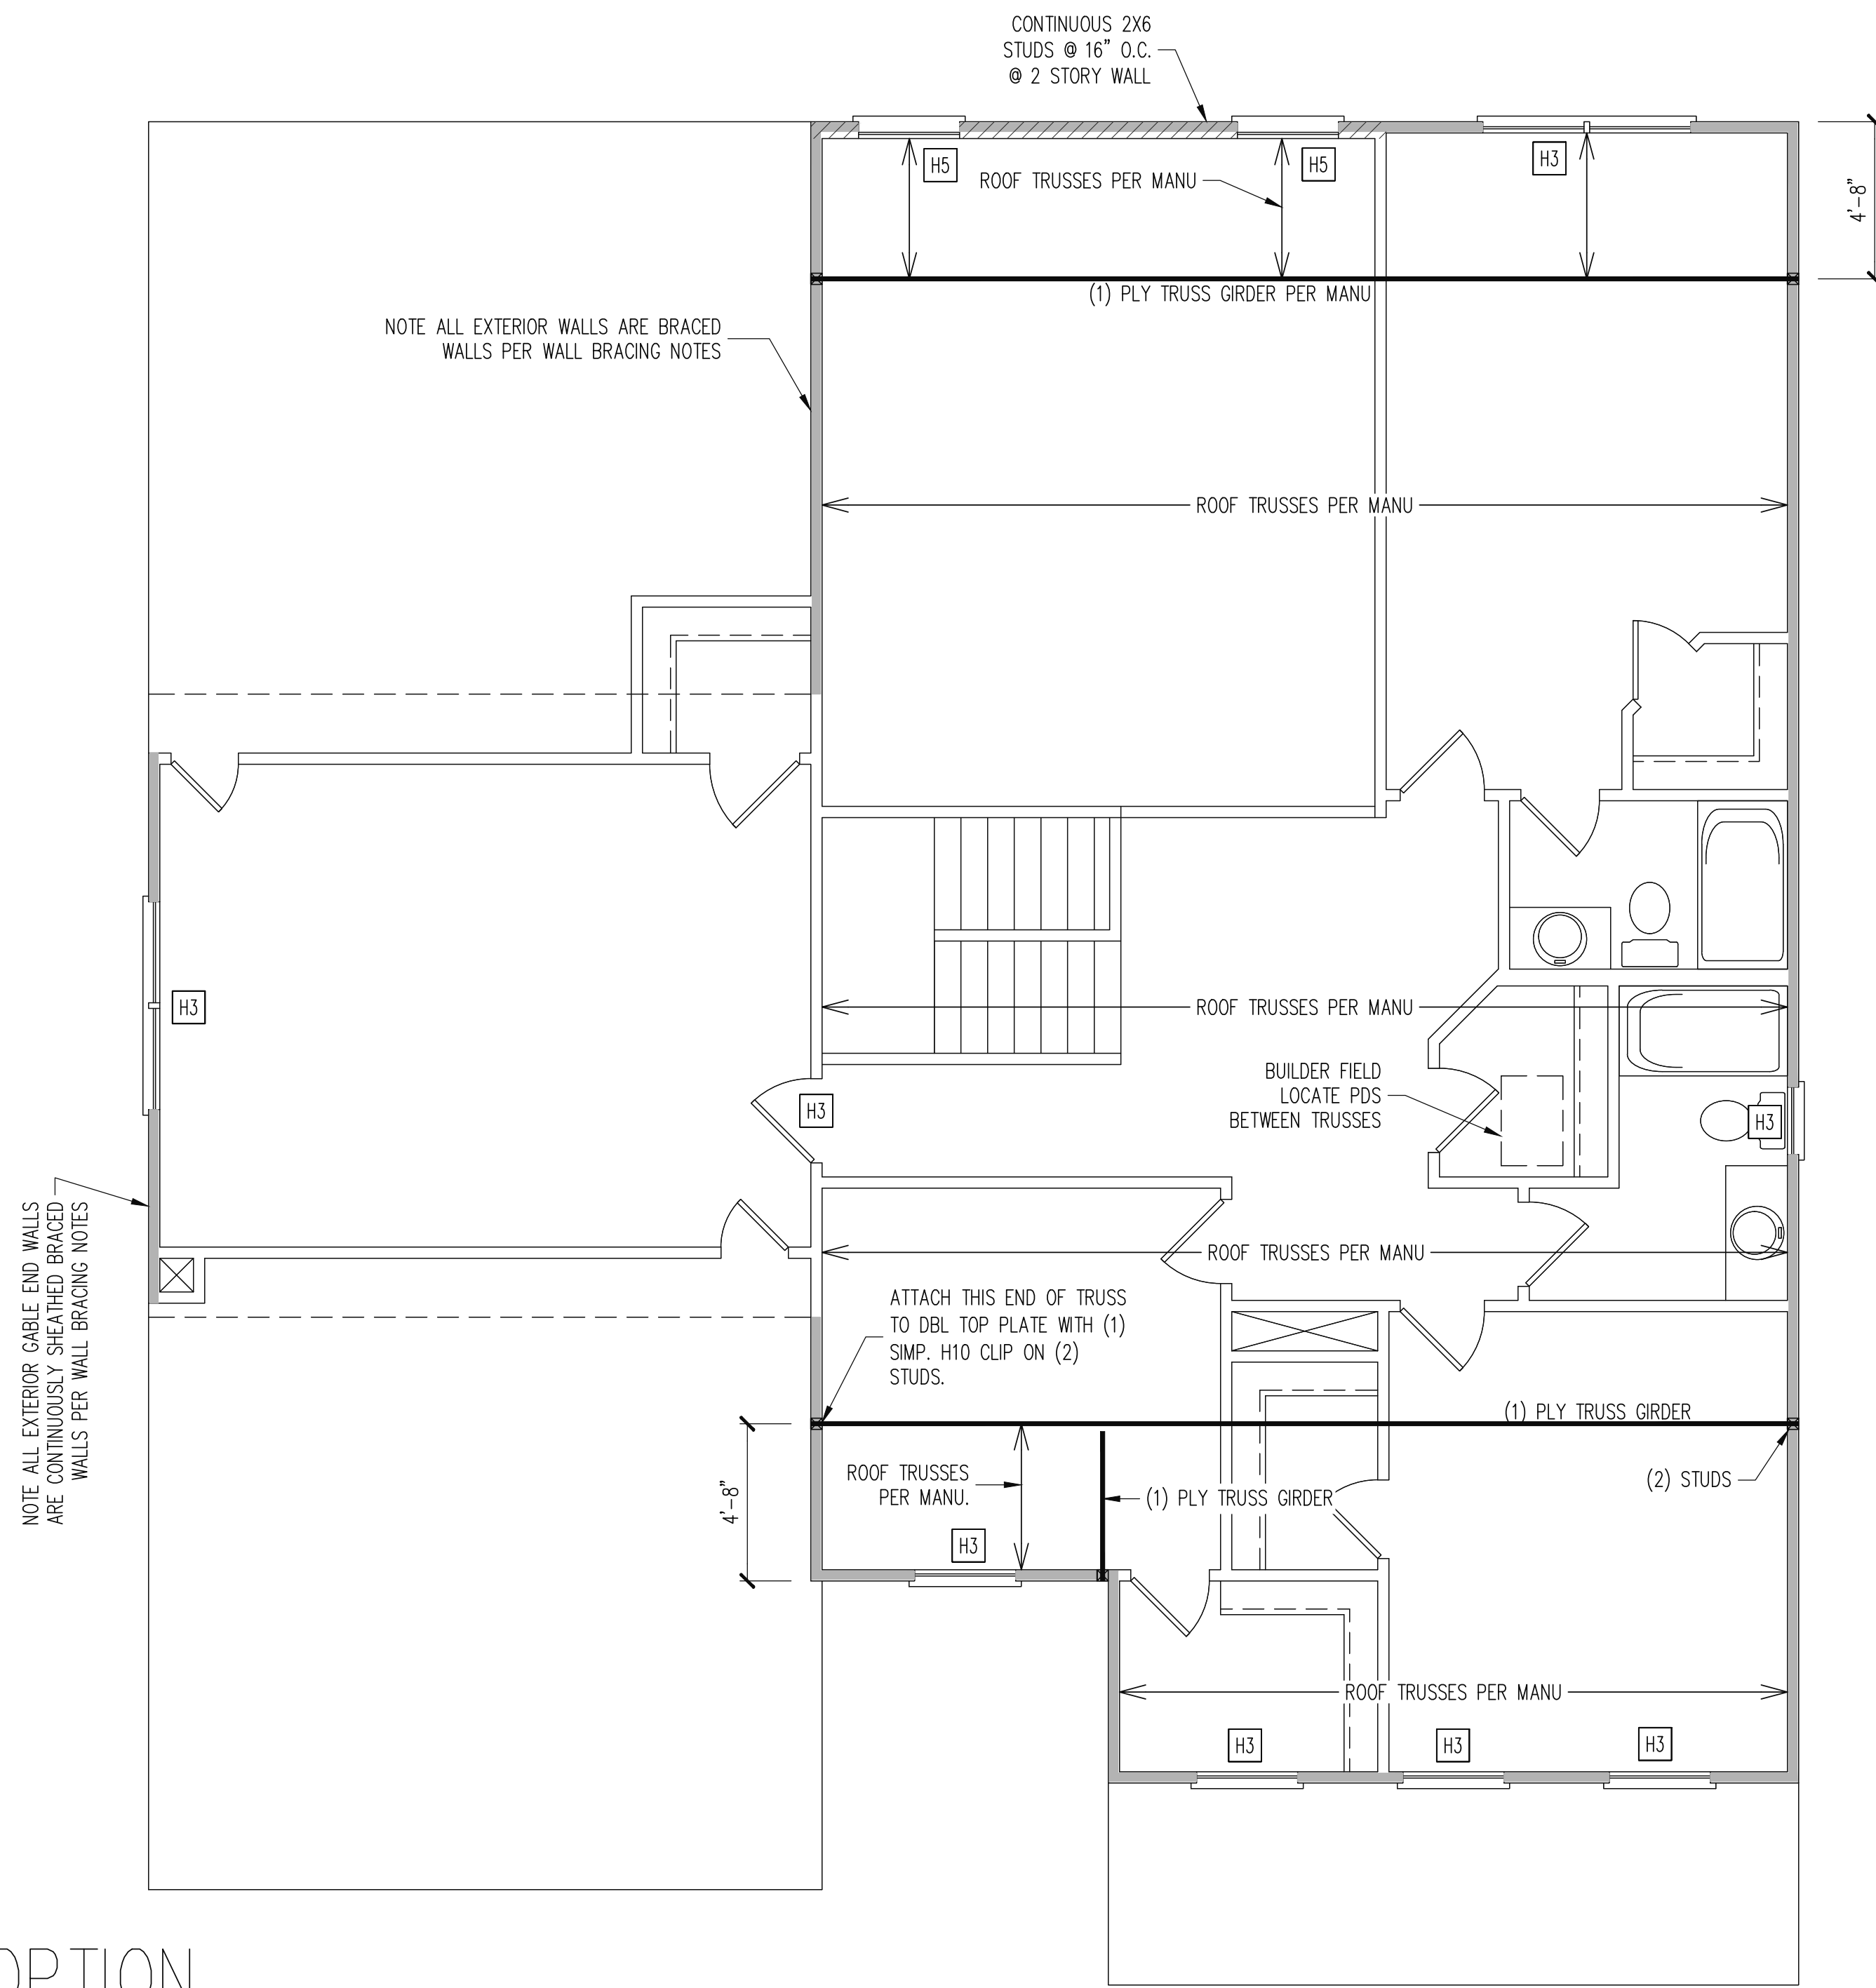 CONTINUOUS 2X6
STUDS @ 16" O.C.
@ 2 STORY WALL
H5
ROOF TRUSSES PER MANU
H5
H3
4'-8"
(1) PLY TRUSS GIRDER PER MANU
NOTE ALL EXTERIOR WALLS ARE BRACED
WALLS PER WALL BRACING NOTES
ROOF TRUSSES PER MANU
H3
ROOF TRUSSES PER MANU
BUILDER FIELD
LOCATE PDS
BETWEEN TRUSSES
H3
H3
NOTE ALL EXTERIOR GABLE END WALLS
ARE CONTINUOUSLY SHEATHED BRACED
WALLS PER WALL BRACING NOTES
ROOF TRUSSES PER MANU
ATTACH THIS END OF TRUSS
TO DBL TOP PLATE WITH (1)
SIMP. H10 CLIP ON (2)
STUDS.
(1) PLY TRUSS GIRDER
4'-8"
ROOF TRUSSES
PER MANU.
(1) PLY TRUSS GIRDER
(2) STUDS
H3
ROOF TRUSSES PER MANU
H3
H3
H3
OPTION